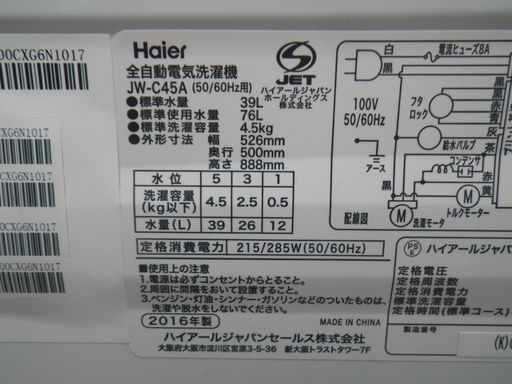 00CXG6N1017
CXG6N1017
CXG6N1017
CXG6N1017
00CXG6N1017
Haier
全自動電気洗濯機
JW-C45A (50/60Hz用)
S
JET
ハイアールジャパン
ホールディングス
株式会社
●標準水量 39L
●標準使用水量 76L
●標準洗濯容量 4.5kg
●外形寸法 幅 526mm
奥行 500mm
高さ 888mm
水位 5 3 1
洗濯容量(kg以下) 4.5 2.5 0.5
水量(L) 39 26 12
定格消費電力 215/285W(50/60Hz)
■使用上の注意
1.電源は必ずコンセントからとること。
2.周囲に間隔をおいて設置すること。
3.ベンジン・灯油・シンナー・ガソリンなどのついたものは、
洗濯や脱水をしないでください。
2016年製
MADE IN CHINA
ハイアールジャパンセールス株式会社
大阪府大阪市淀川区宮原3-5-36 新大阪トラストタワー7F
白
電流ヒューズ8A
黒
100V
50/60Hz
アース
フタ
ロック
黒
黒
赤
青
給水バルブ
灰
茶
コンデンサ
黒
赤
黄
M
M
トルクモーター
洗濯モータ
配線図
PS
E
ハイアールジャパン
定格電圧
定格周波数
定格消費電力
標準洗濯容量
定格時間(標準コース)
(製造番号)
(K)